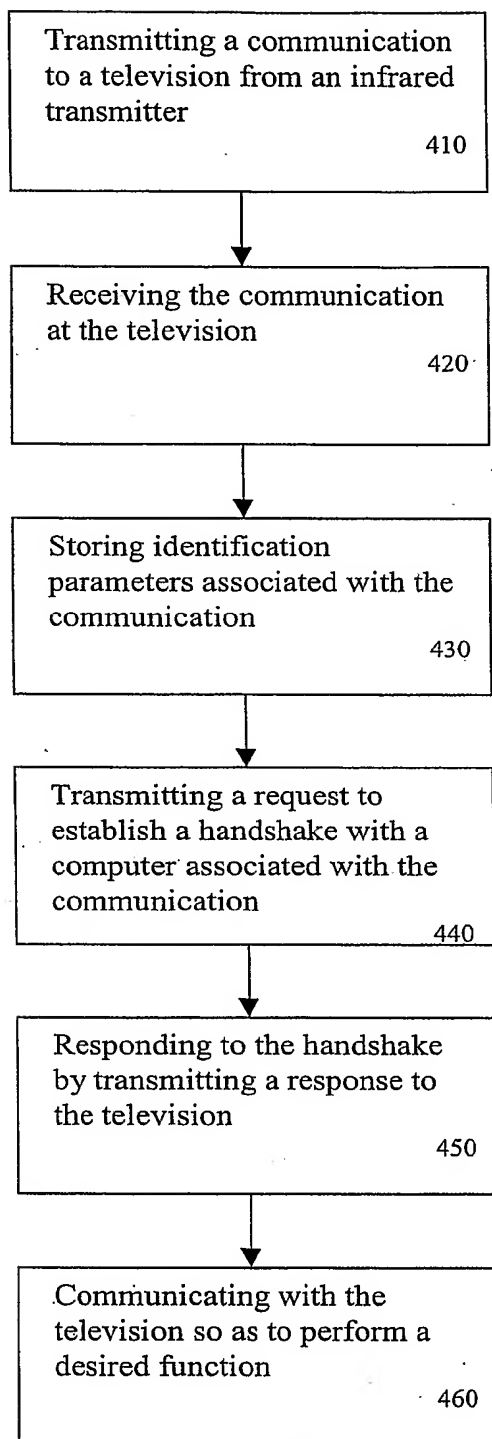 Transmitting a communication
to a television from an infrared
transmitter
410
Receiving the communication
at the television
420
Storing identification
parameters associated with the
communication
430
Transmitting a request to
establish a handshake with a
computer associated with the
communication
440
Responding to the handshake
by transmitting a response to
the television
450
Communicating with the
television so as to perform a
desired function
460